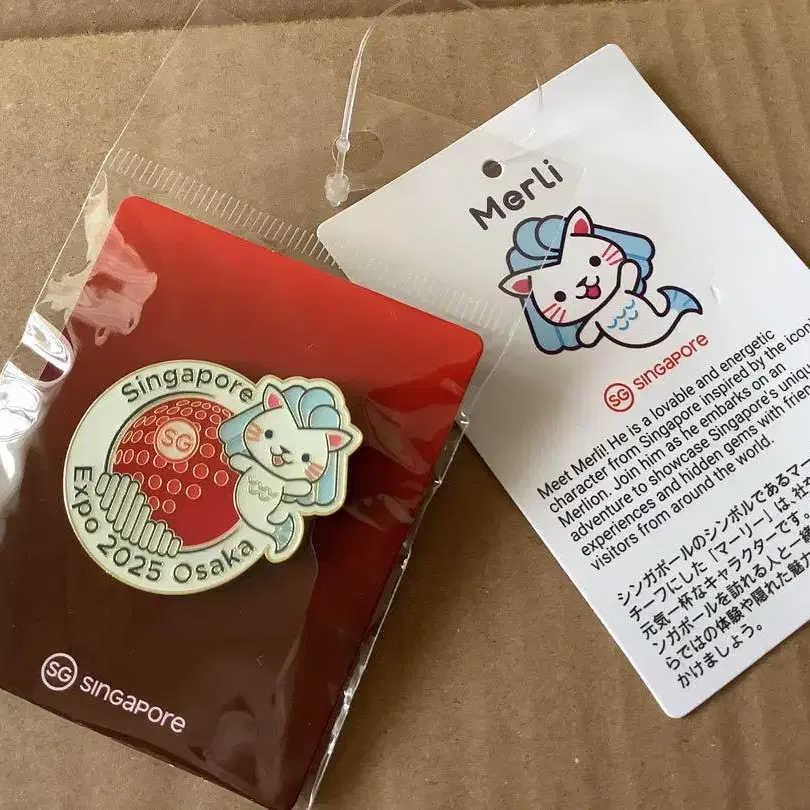 Singapore
SG
Expo 2025 Osaka
SG SINGAPORE
Merli
SG SINGAPORE
Meet Merli! He is a lovable and energetic
character from Singapore inspired by the
Merlion. Join him as he embarks on an
adventure to showcase Singapore's
experiences and hidden gems with
visitors from around the world.
シンガポールのシンボルであるマー
チーフにした「マーリー」は、社
元気一杯なキャラクターです。
ンガポールを訪れる人と一緒
らではの体験や隠れた魅力
かけましょう。